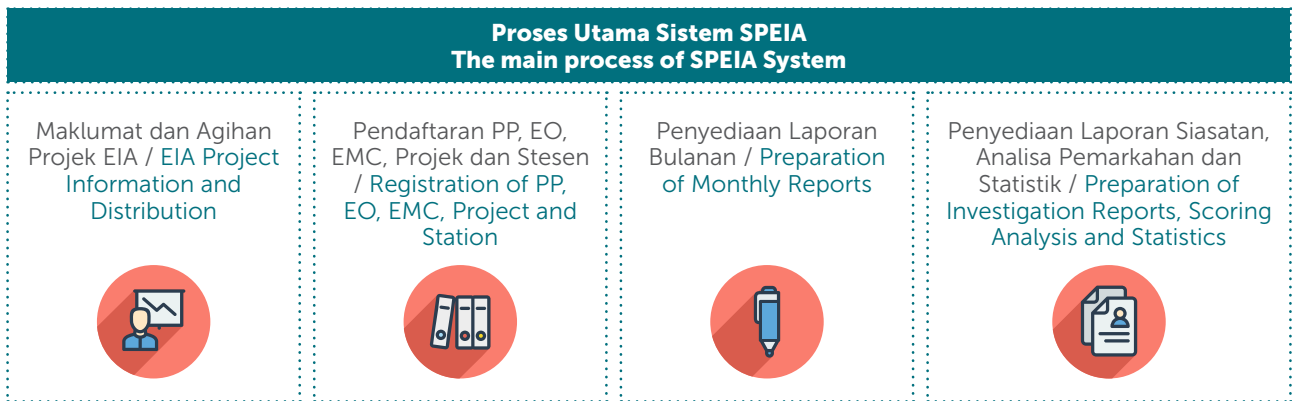 Proses Utama Sistem SPEIA
The main process of SPEIA System
Maklumat dan Agihan
Projek EIA / EIA Project
Information and
Distribution
Pendaftaran PP, EO,
EMC, Projek dan Stesen
/ Registration of PP,
EO, EMC, Project and
Station
Penyediaan Laporan
Bulanan / Preparation
of Monthly Reports
Penyediaan Laporan Siasatan,
Analisa Pemarkahan dan
Statistik / Preparation of
Investigation Reports, Scoring
Analysis and Statistics